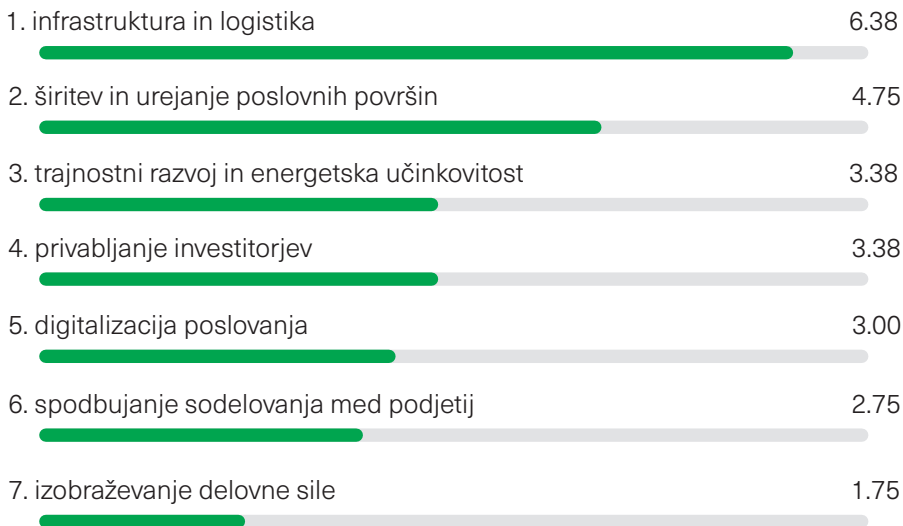 1. infrastruktura in logistika 6.38
2. širitev in urejanje poslovnih površin 4.75
3. trajnostni razvoj in energetska učinkovitost 3.38
4. privabljanje investitorjev 3.38
5. digitalizacija poslovanja 3.00
6. spodbujanje sodelovanja med podjetij 2.75
7. izobraževanje delovne sile 1.75